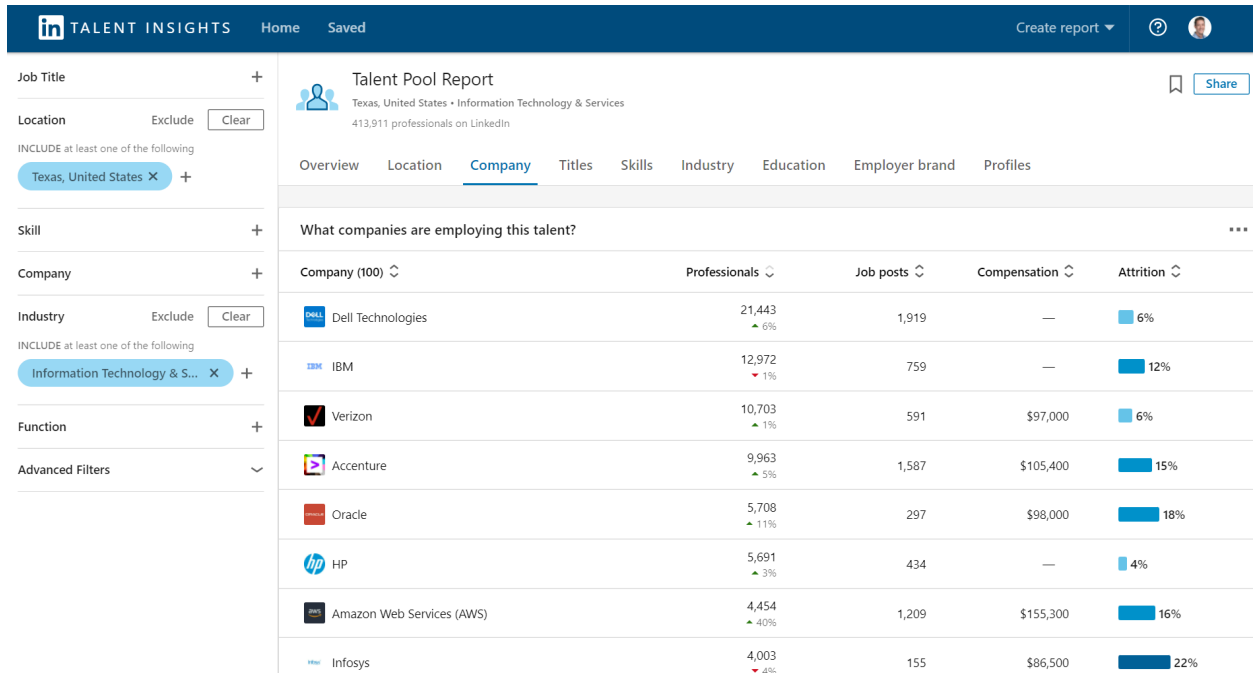 in TALENT INSIGHTS Home Saved Create report
Job Title
Location Exclude Clear
INCLUDE at least one of the following
Texas, United States
Skill
Company
Industry Exclude Clear
INCLUDE at least one of the following
Information Technology & S...
Function
Advanced Filters
Talent Pool Report
Texas, United States • Information Technology & Services
413,911 professionals on LinkedIn
Share
Overview Location Company Titles Skills Industry Education Employer brand Profiles
What companies are employing this talent?
Company (100) Professionals Job posts Compensation Attrition
DELL Dell Technologies 21,443 1,919 — 6%
6%
IBM IBM 12,972 759 — 12%
1%
Verizon 10,703 591 $97,000 6%
1%
Accenture 9,963 1,587 $105,400 15%
5%
Oracle 5,708 297 $98,000 18%
11%
hp HP 5,691 434 — 4%
3%
aws Amazon Web Services (AWS) 4,454 1,209 $155,300 16%
40%
Infosys 4,003 155 $86,500 22%
4%